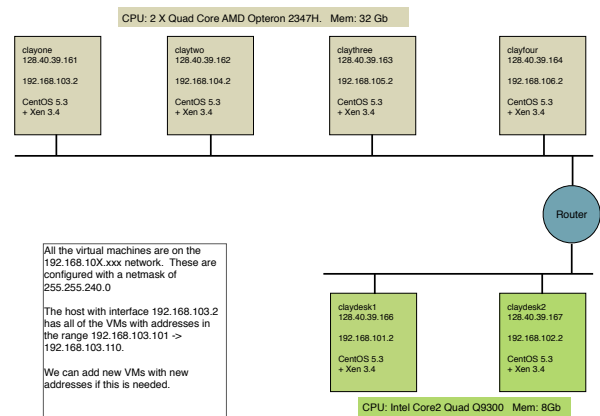 CPU: 2 X Quad Core AMD Opteron 2347H. Mem: 32 Gb
clayone
128.40.39.161
192.168.103.2
CentOS 5.3
+ Xen 3.4
claytwo
128.40.39.162
192.168.104.2
CentOS 5.3
+ Xen 3.4
claythree
128.40.39.163
192.168.105.2
CentOS 5.3
+ Xen 3.4
clayfour
128.40.39.164
192.168.106.2
CentOS 5.3
+ Xen 3.4
Router
All the virtual machines are on the
192.168.10X.xxx network. These are
configured with a netmask of
255.255.240.0
The host with interface 192.168.103.2
has all of the VMs with addresses in
the range 192.168.103.101 ->
192.168.103.110.
We can add new VMs with new
addresses if this is needed.
claydesk1
128.40.39.166
192.168.101.2
CentOS 5.3
+ Xen 3.4
claydesk2
128.40.39.167
192.168.102.2
CentOS 5.3
+ Xen 3.4
CPU: Intel Core2 Quad Q9300 Mem: 8Gb